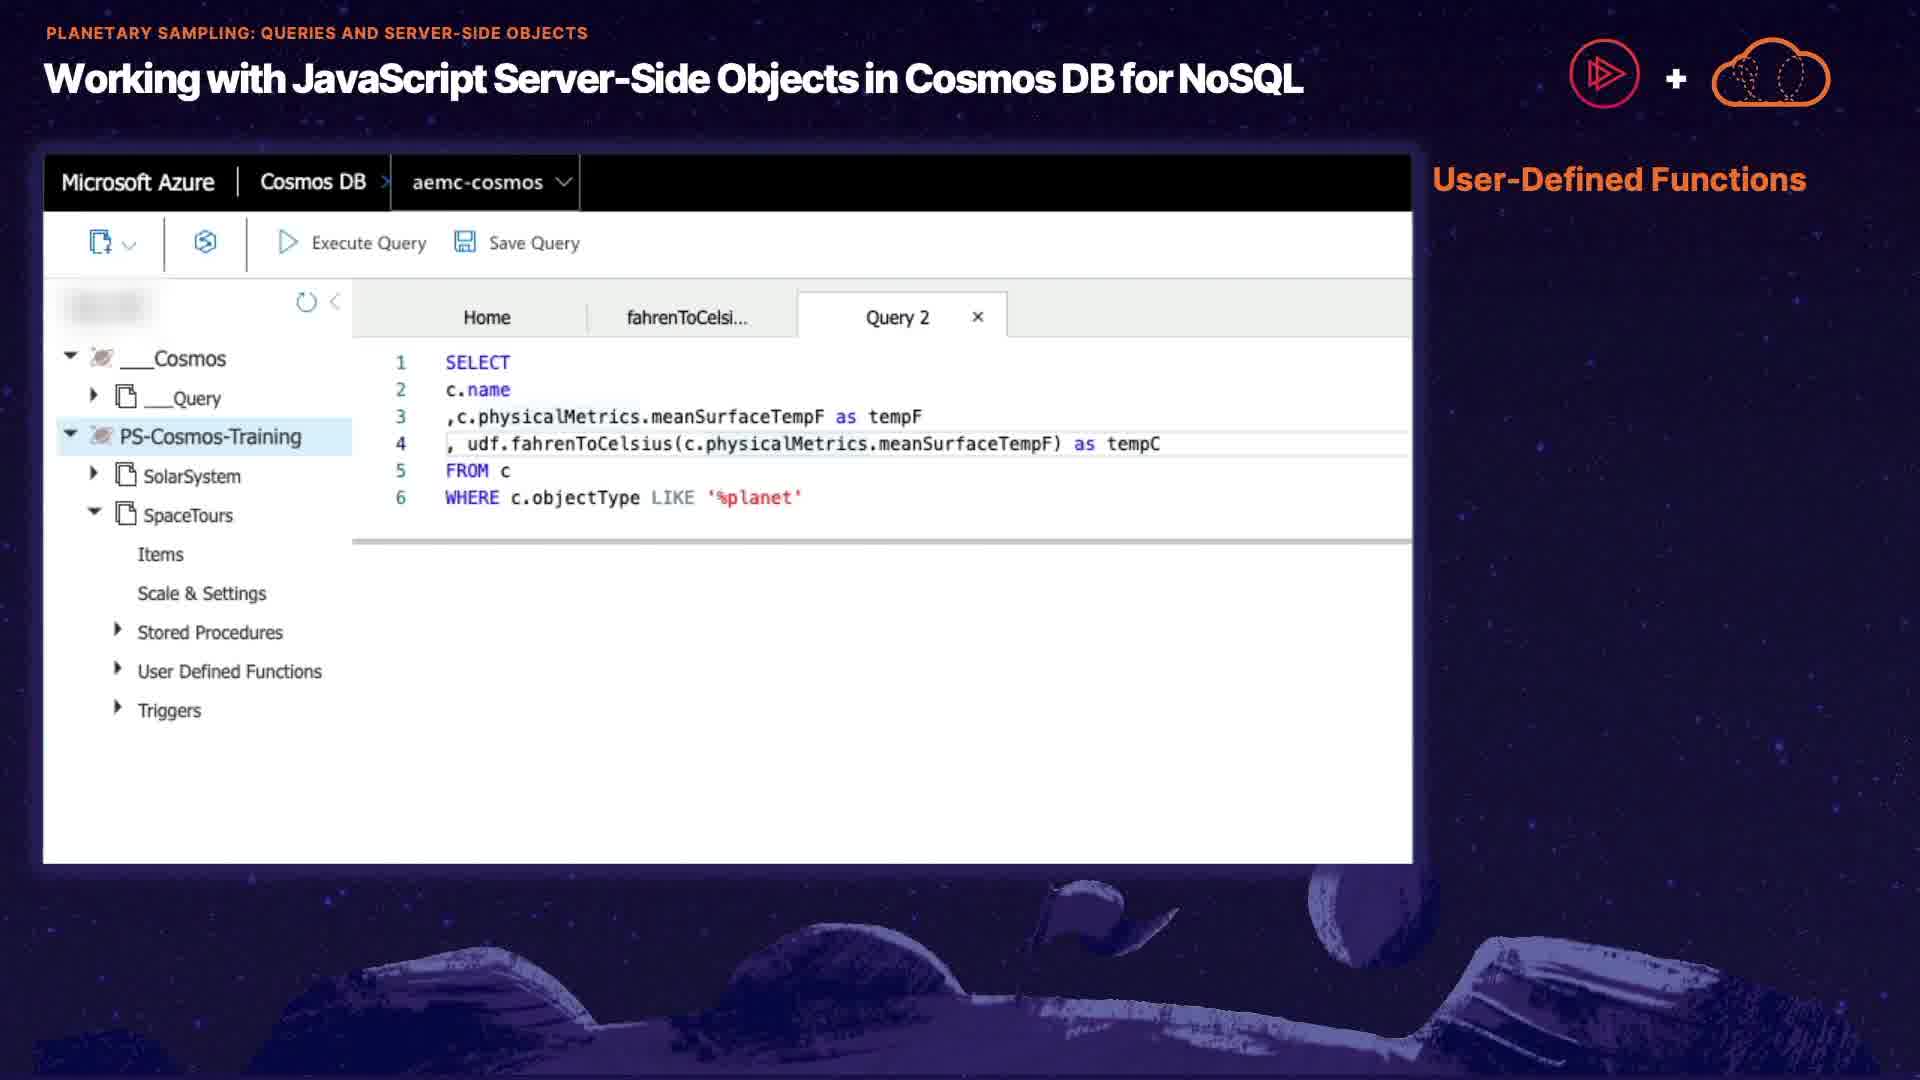 PLANETARY SAMPLING: QUERIES AND SERVER-SIDE OBJECTS
Working with JavaScript Server-Side Objects in Cosmos DB for NoSQL
+
Microsoft Azure | Cosmos DB > aemc-cosmos
User-Defined Functions
Execute Query Save Query
Home fahrenToCelsi... Query 2 ×
___Cosmos
___Query
PS-Cosmos-Training
SolarSystem
SpaceTours
Items
Scale & Settings
Stored Procedures
User Defined Functions
Triggers
1 SELECT
2 c.name
3 ,c.physicalMetrics.meanSurfaceTempF as tempF
4 , udf.fahrenToCelsius(c.physicalMetrics.meanSurfaceTempF) as tempC
5 FROM c
6 WHERE c.objectType LIKE '%planet'